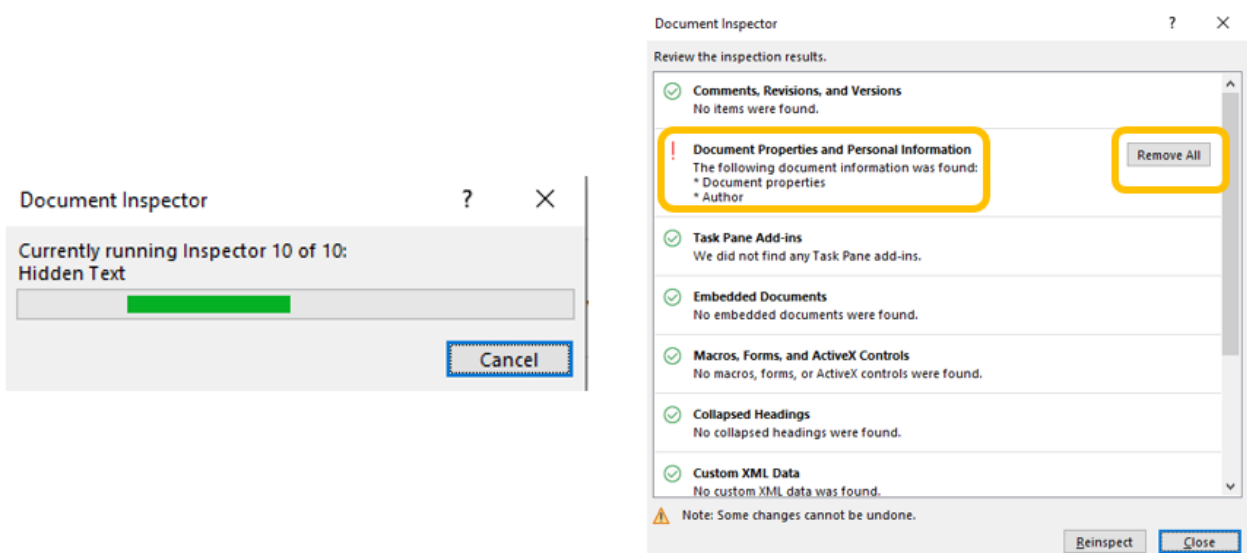 Document Inspector ?
Currently running Inspector 10 of 10:
Hidden Text
Cancel
Document Inspector ?
Review the inspection results.
Comments, Revisions, and Versions
No items were found.
Document Properties and Personal Information
The following document information was found:
* Document properties
* Author
Remove All
Task Pane Add-ins
We did not find any Task Pane add-ins.
Embedded Documents
No embedded documents were found.
Macros, Forms, and ActiveX Controls
No macros, forms, or ActiveX controls were found.
Collapsed Headings
No collapsed headings were found.
Custom XML Data
No custom XML data was found.
Note: Some changes cannot be undone.
Reinspect Close